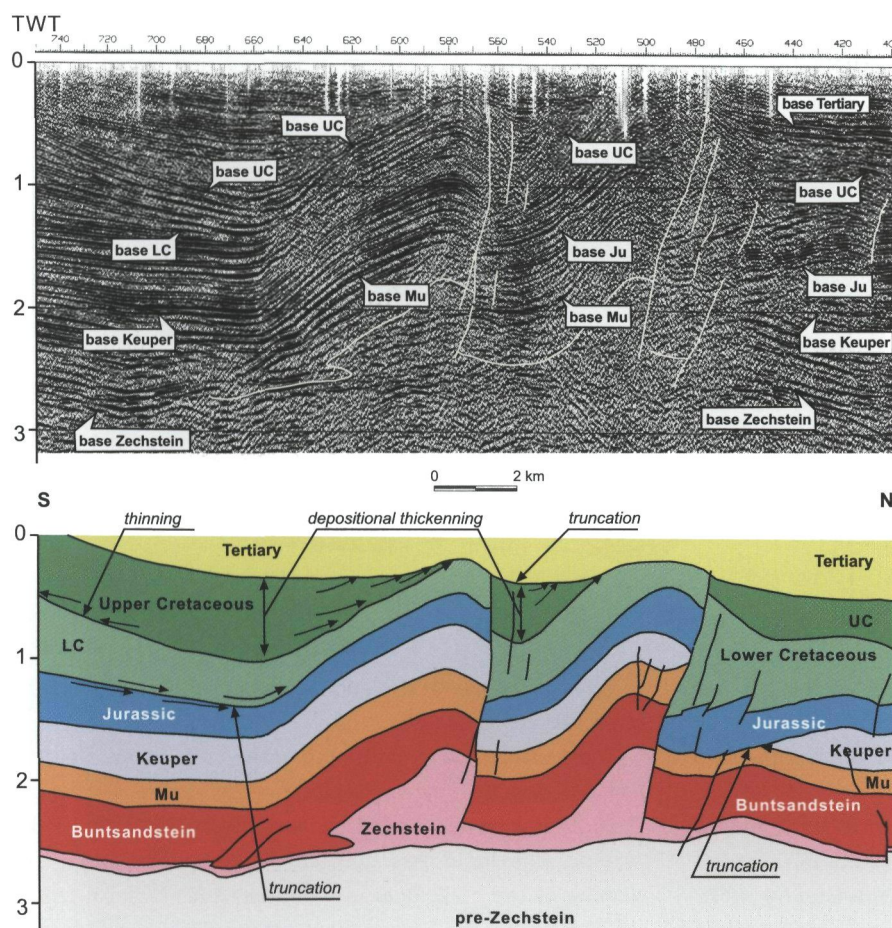 TWT
740 720 700 680 660 640 620 600 580 560 540 520 500 480 460 440 420 400
0
base Tertiary
base UC
base UC
base UC
1
base UC
base LC
base Ju
base Ju
base Mu
2
base Mu
base Keuper
base Keuper
base Zechstein
base Zechstein
3
0 2 km
S N
thinning depositional thickenning truncation
0
Tertiary Tertiary
Upper Cretaceous
UC
LC
1
Lower Cretaceous
Jurassic
Jurassic
Keuper
Keuper
2
Mu
Mu
Buntsandstein
Buntsandstein
Zechstein
truncation
truncation
3
pre-Zechstein